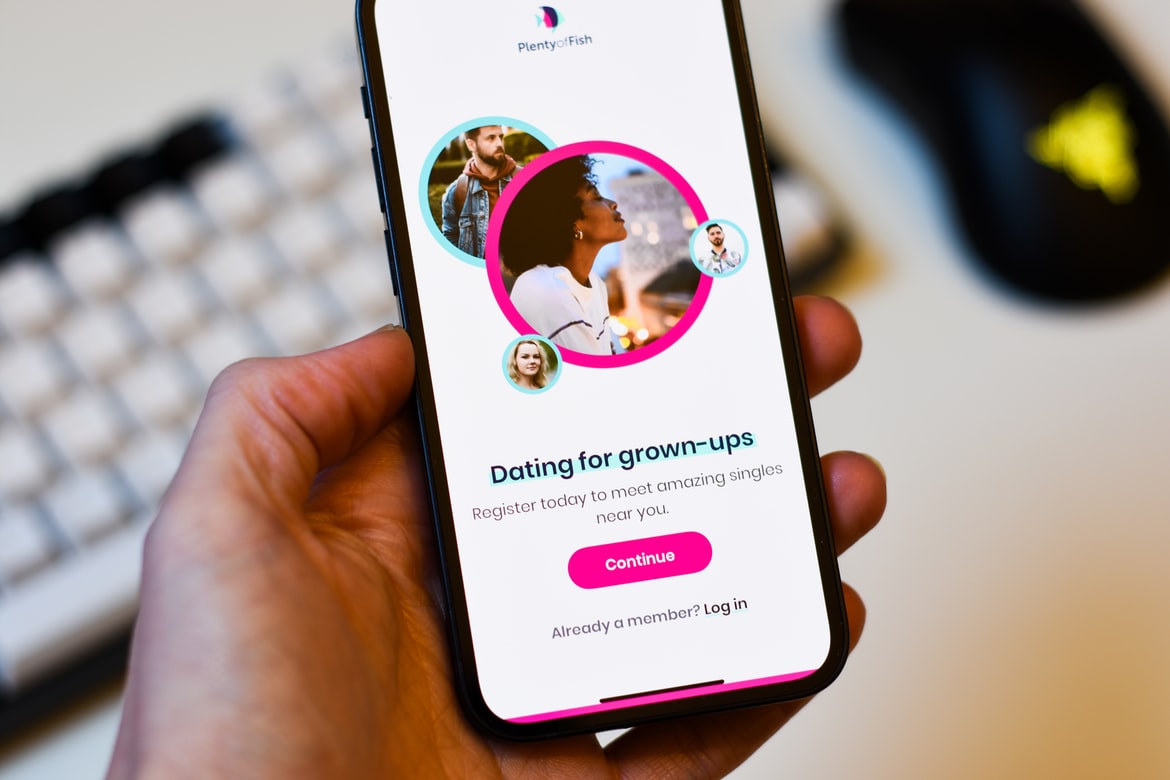 PlentyofFish
Dating for grown-ups
Register today to meet amazing singles
near you.
Continue
Already a member? Log in